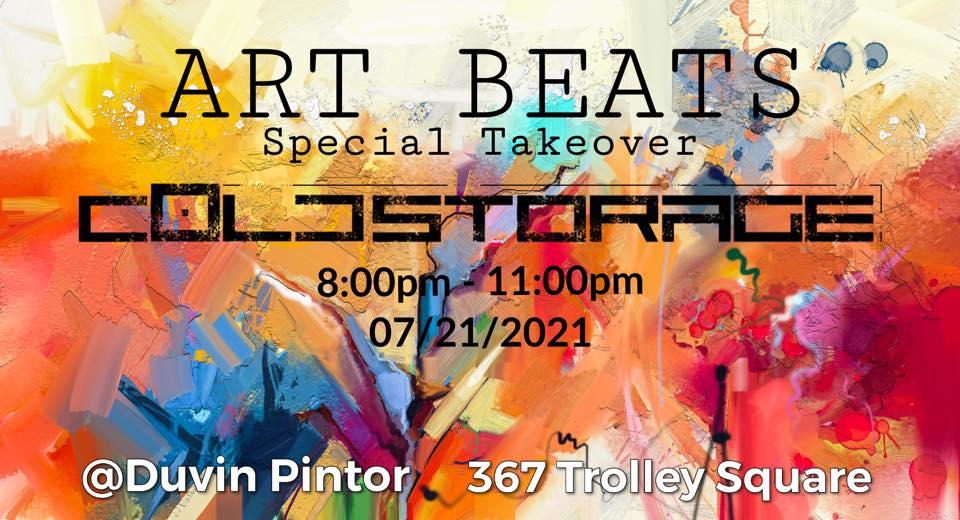 ART BEATS
Special Takeover
COLDSTORAGE
8:00pm - 11:00pm
07/21/2021
@Duvin Pintor 367 Trolley Square